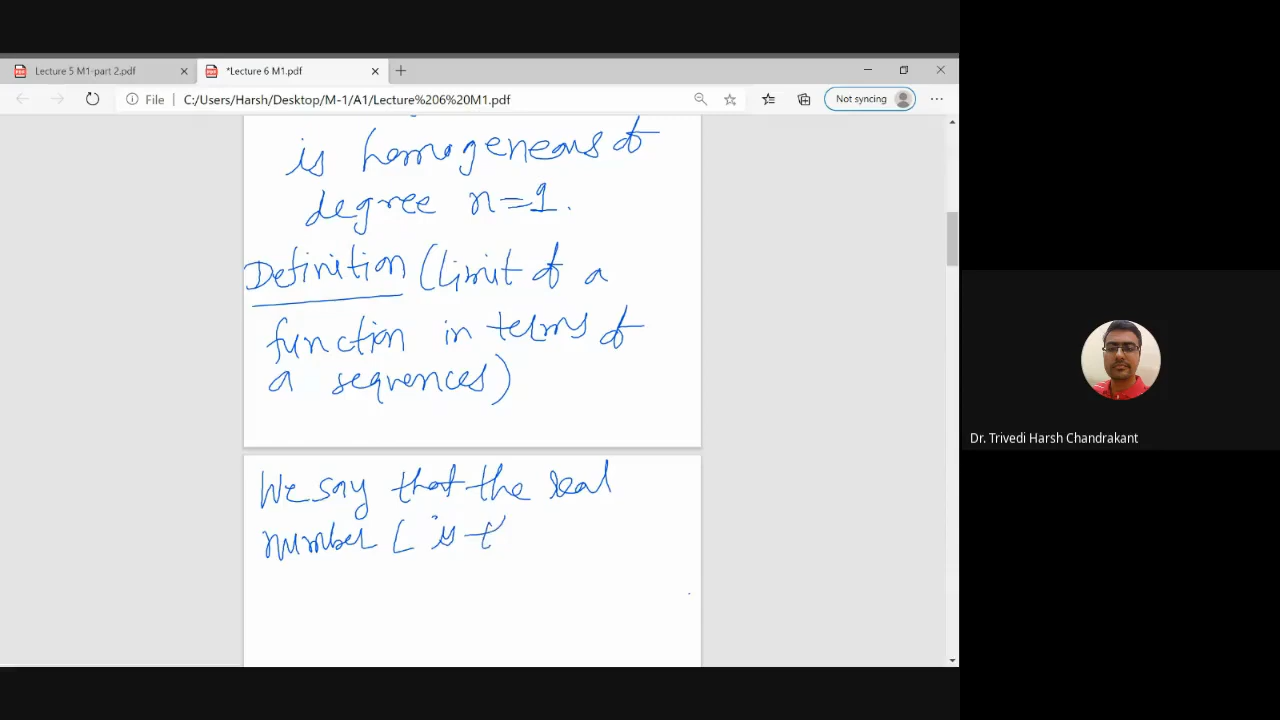 Lecture 5 M1-part 2.pdf
*Lecture 6 M1.pdf
File
C:/Users/Harsh/Desktop/M-1/A1/Lecture%206%20M1.pdf
Not syncing
is homogeneous of
degree n=1.
Definition (limit of a
function in terms of
a sequences)
We say that the real
number L is t
Dr. Trivedi Harsh Chandrakant